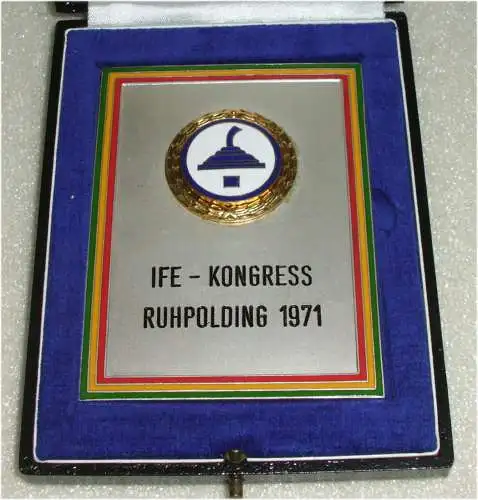 IFE - KONGRESS
RUHPOLDING 1971